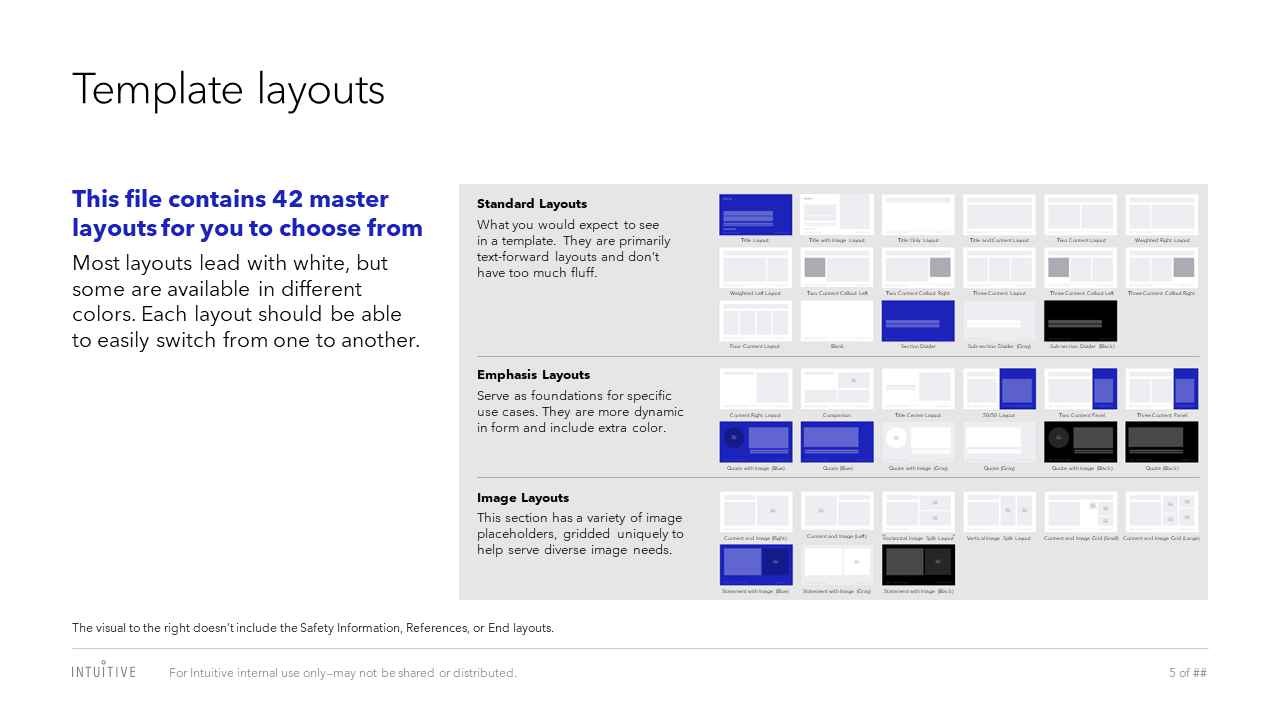 Template layouts
This file contains 42 master
layouts for you to choose from
Most layouts lead with white, but
some are available in different
colors. Each layout should be able
to easily switch from one to another.
Standard Layouts
What you would expect to see
in a template. They are primarily
text-forward layouts and don't
have too much fluff.
Title Layout
Title with Image Layout
Title Only Layout
Title and Content Layout
Two Content Layout
Weighted Right Layout
Weighted Left Layout
Two Content Callout Left
Two Content Callout Right
Three Content Layout
Three Content Callout Left
Three Content Callout Right
Four Content Layout
Blank
Section Divider
Sub-section Divider (Gray)
Sub-section Divider (Black)
Emphasis Layouts
Serve as foundations for specific
use cases. They are more dynamic
in form and include extra color.
Content Right Layout
Comparison
Title Center Layout
50/50 Layout
Two Content Panel
Three Content Panel
Quote with Image (Blue)
Quote (Blue)
Quote with Image (Gray)
Quote (Gray)
Quote with Image (Black)
Quote (Black)
Image Layouts
This section has a variety of image
placeholders, gridded uniquely to
help serve diverse image needs.
Content and Image (Right)
Content and Image (Left)
Horizontal Image Split Layout
Vertical Image Split Layout
Content and Image Grid (Small)
Content and Image Grid (Large)
Statement with Image (Blue)
Statement with Image (Gray)
Statement with Image (Black)
The visual to the right doesn't include the Safety Information, References, or End layouts.
INTUITIVE
For Intuitive internal use only—may not be shared or distributed.
5 of ##